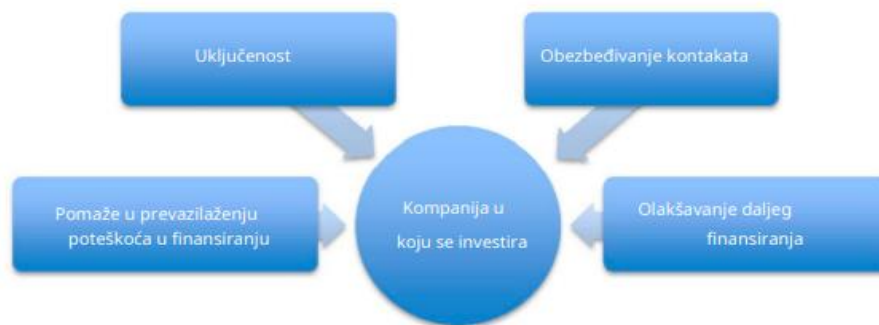 Uključenost
Obezbeđivanje kontakata
Pomaže u prevazilaženju
poteškoća u finansiranju
Kompanija u
koju se investira
Olakšavanje daljeg
finansiranja